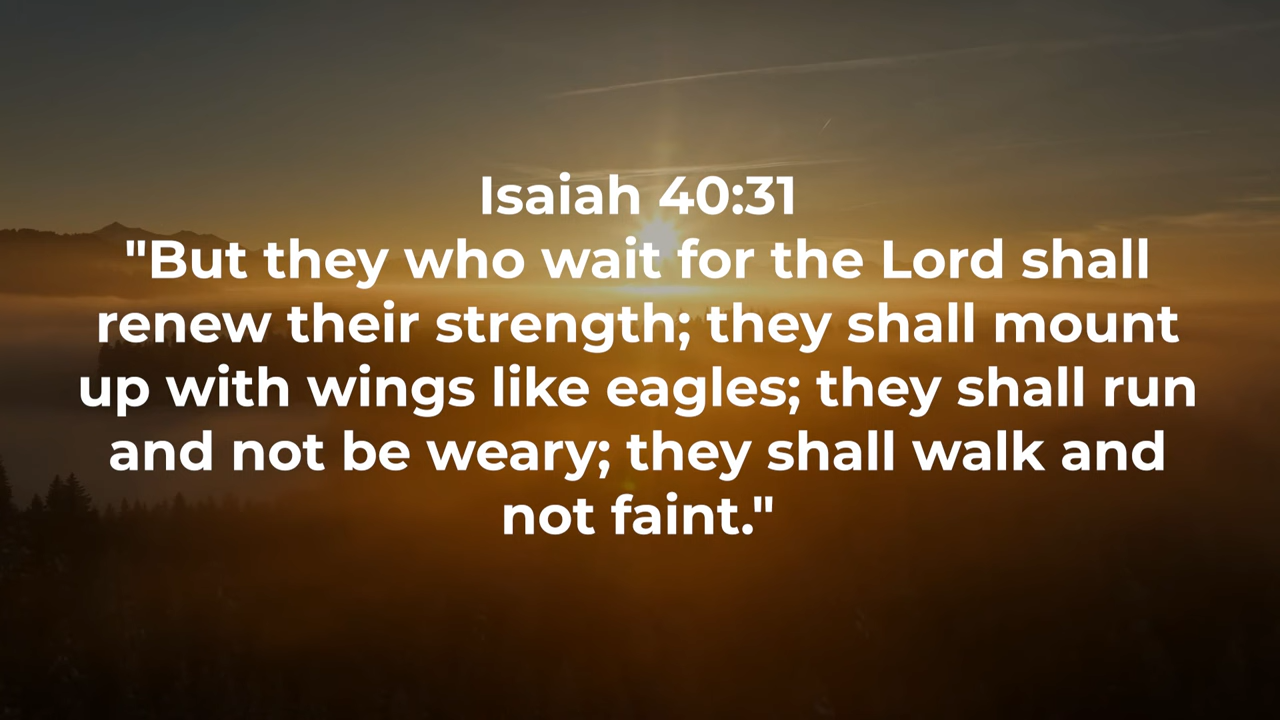 Isaiah 40:31
"But they who wait for the Lord shall
renew their strength; they shall mount
up with wings like eagles; they shall run
and not be weary; they shall walk and
not faint."